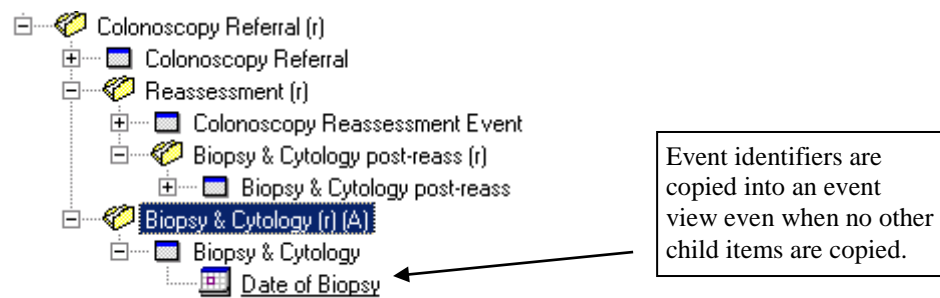 Colonoscopy Referral (r)
Colonoscopy Referral
Reassessment (r)
Colonoscopy Reassessment Event
Biopsy & Cytology post-reass (r)
Biopsy & Cytology post-reass
Biopsy & Cytology (r) (A)
Biopsy & Cytology
Date of Biopsy
Event identifiers are
copied into an event
view even when no other
child items are copied.